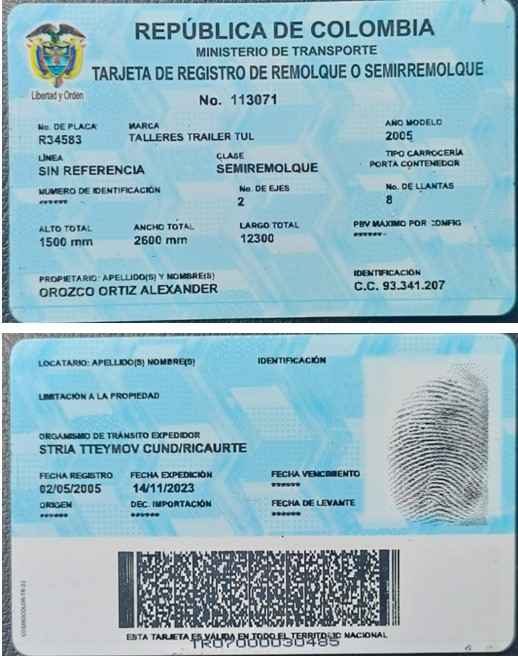 REPÚBLICA DE COLOMBIA
MINISTERIO DE TRANSPORTE
TARJETA DE REGISTRO DE REMOLQUE O SEMIRREMOLQUE
Libertad y Orden
No. 113071
No. DE PLACA MARCA AÑO MODELO
R34583 TALLERES TRAILER TUL 2005
LÍNEA CLASE TIPO CARROCERÍA
SIN REFERENCIA SEMIREMOLQUE PORTA CONTENEDOR
NUMERO DE IDENTIFICACIÓN No. DE EJES No. DE LLANTAS
****** 2 8
ALTO TOTAL ANCHO TOTAL LARGO TOTAL PBV MÁXIMO POR CONFIG
1500 mm 2600 mm 12300 ******
PROPIETARIO: APELLIDO(S) Y NOMBRE(S) IDENTIFICACIÓN
OROZCO ORTIZ ALEXANDER C.C. 93.341.207
LOCATARIO: APELLIDO(S) NOMBRE(S) IDENTIFICACIÓN
LIMITACIÓN A LA PROPIEDAD
ORGANISMO DE TRÁNSITO EXPEDIDOR
STRIA TTEYMOV CUND/RICAURTE
FECHA REGISTRO FECHA EXPEDICIÓN FECHA VENCIMIENTO
02/05/2005 14/11/2023 ******
ORIGEN DEC. IMPORTACIÓN FECHA DE LEVANTE
****** ****** ******
ESTA TARJETA ES VÁLIDA EN TODO EL TERRITORIO NACIONAL
TR07000030485